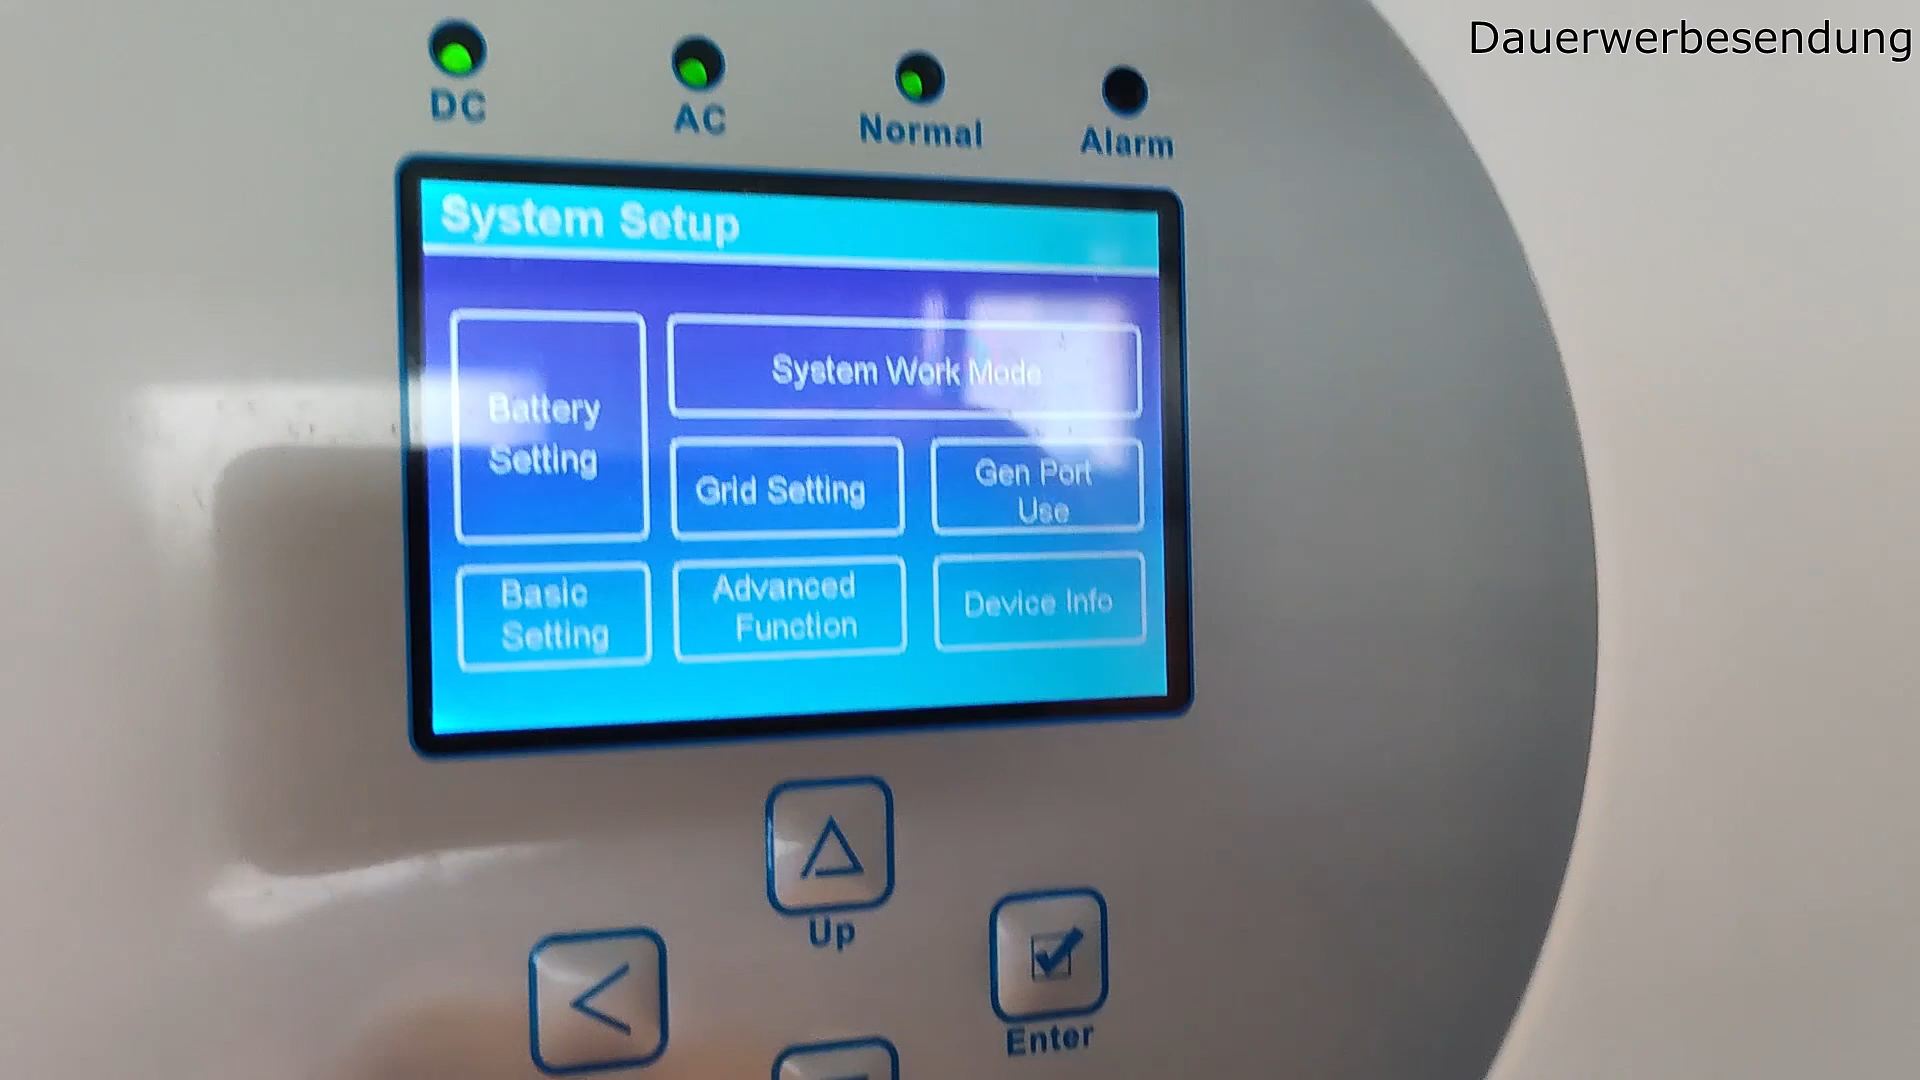 Dauerwerbesendung
DC
AC
Normal
Alarm
System Setup
Battery
Setting
System Work Mode
Grid Setting
Gen Port
Use
Basic
Setting
Advanced
Function
Device Info
Up
Enter